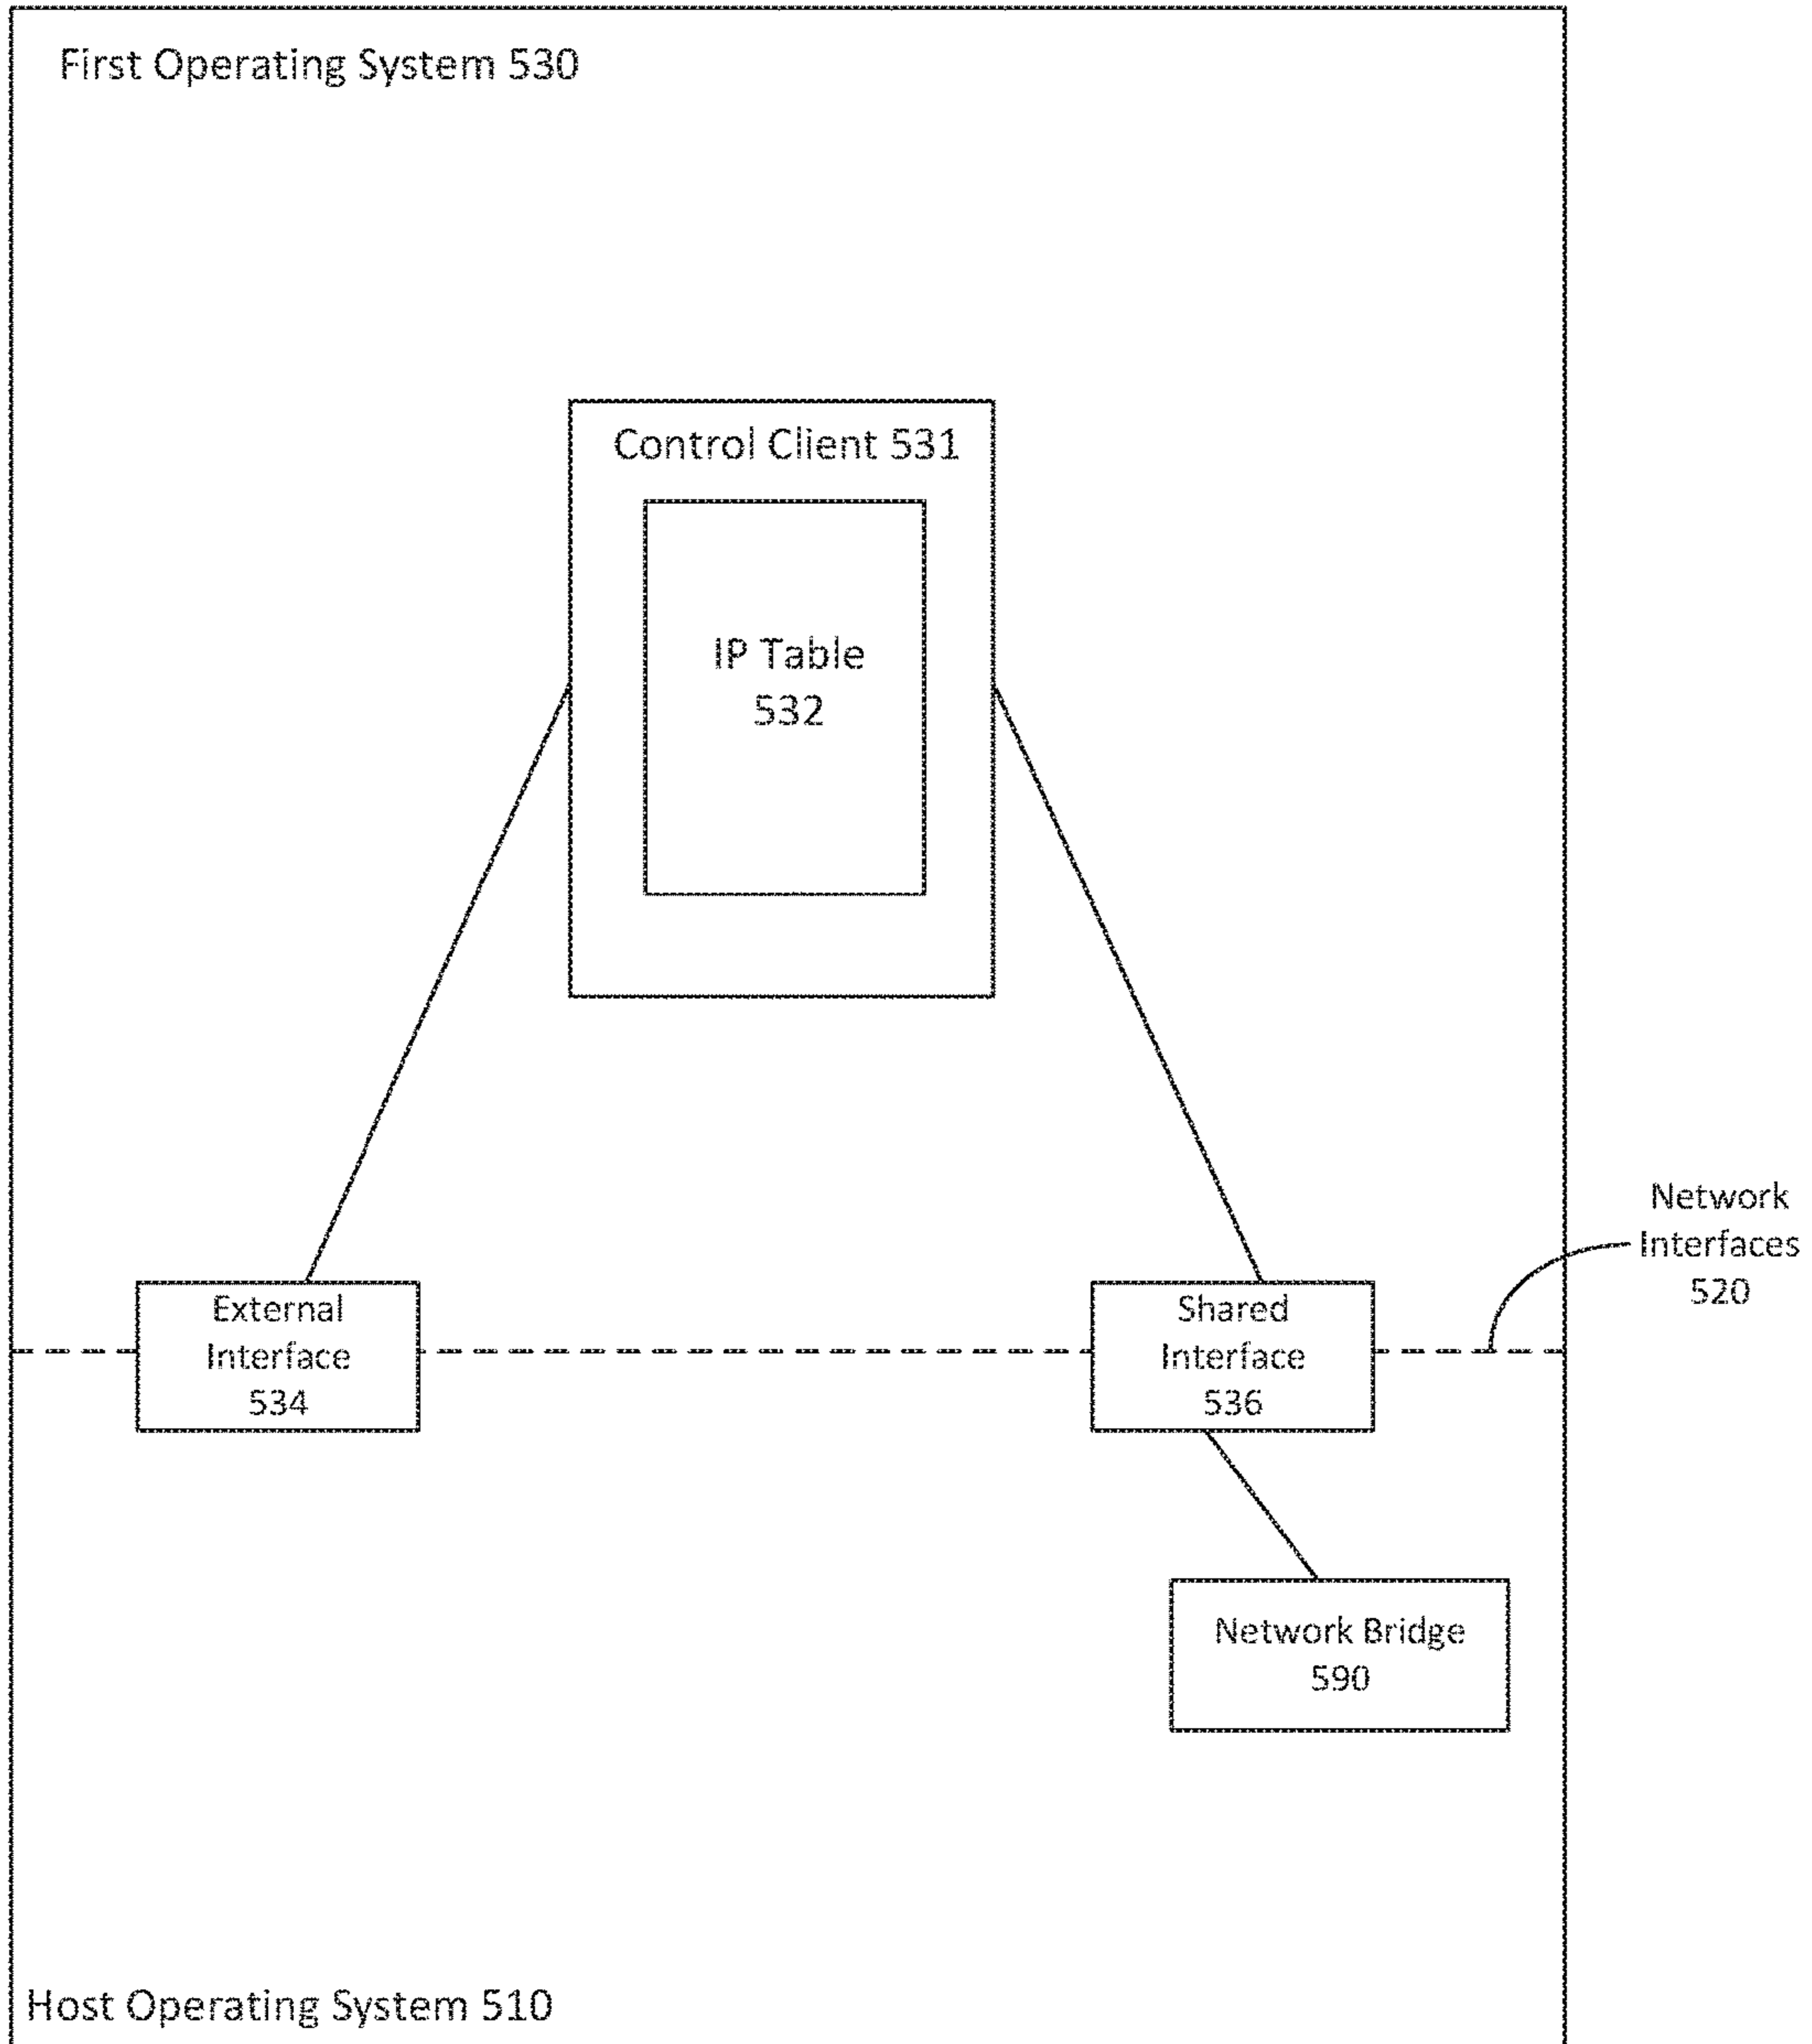 First Operating System 530
Control Client 531
IP Table
532
Network
Interfaces
520
External
Interface
534
Shared
Interface
536
Network Bridge
590
Host Operating System 510